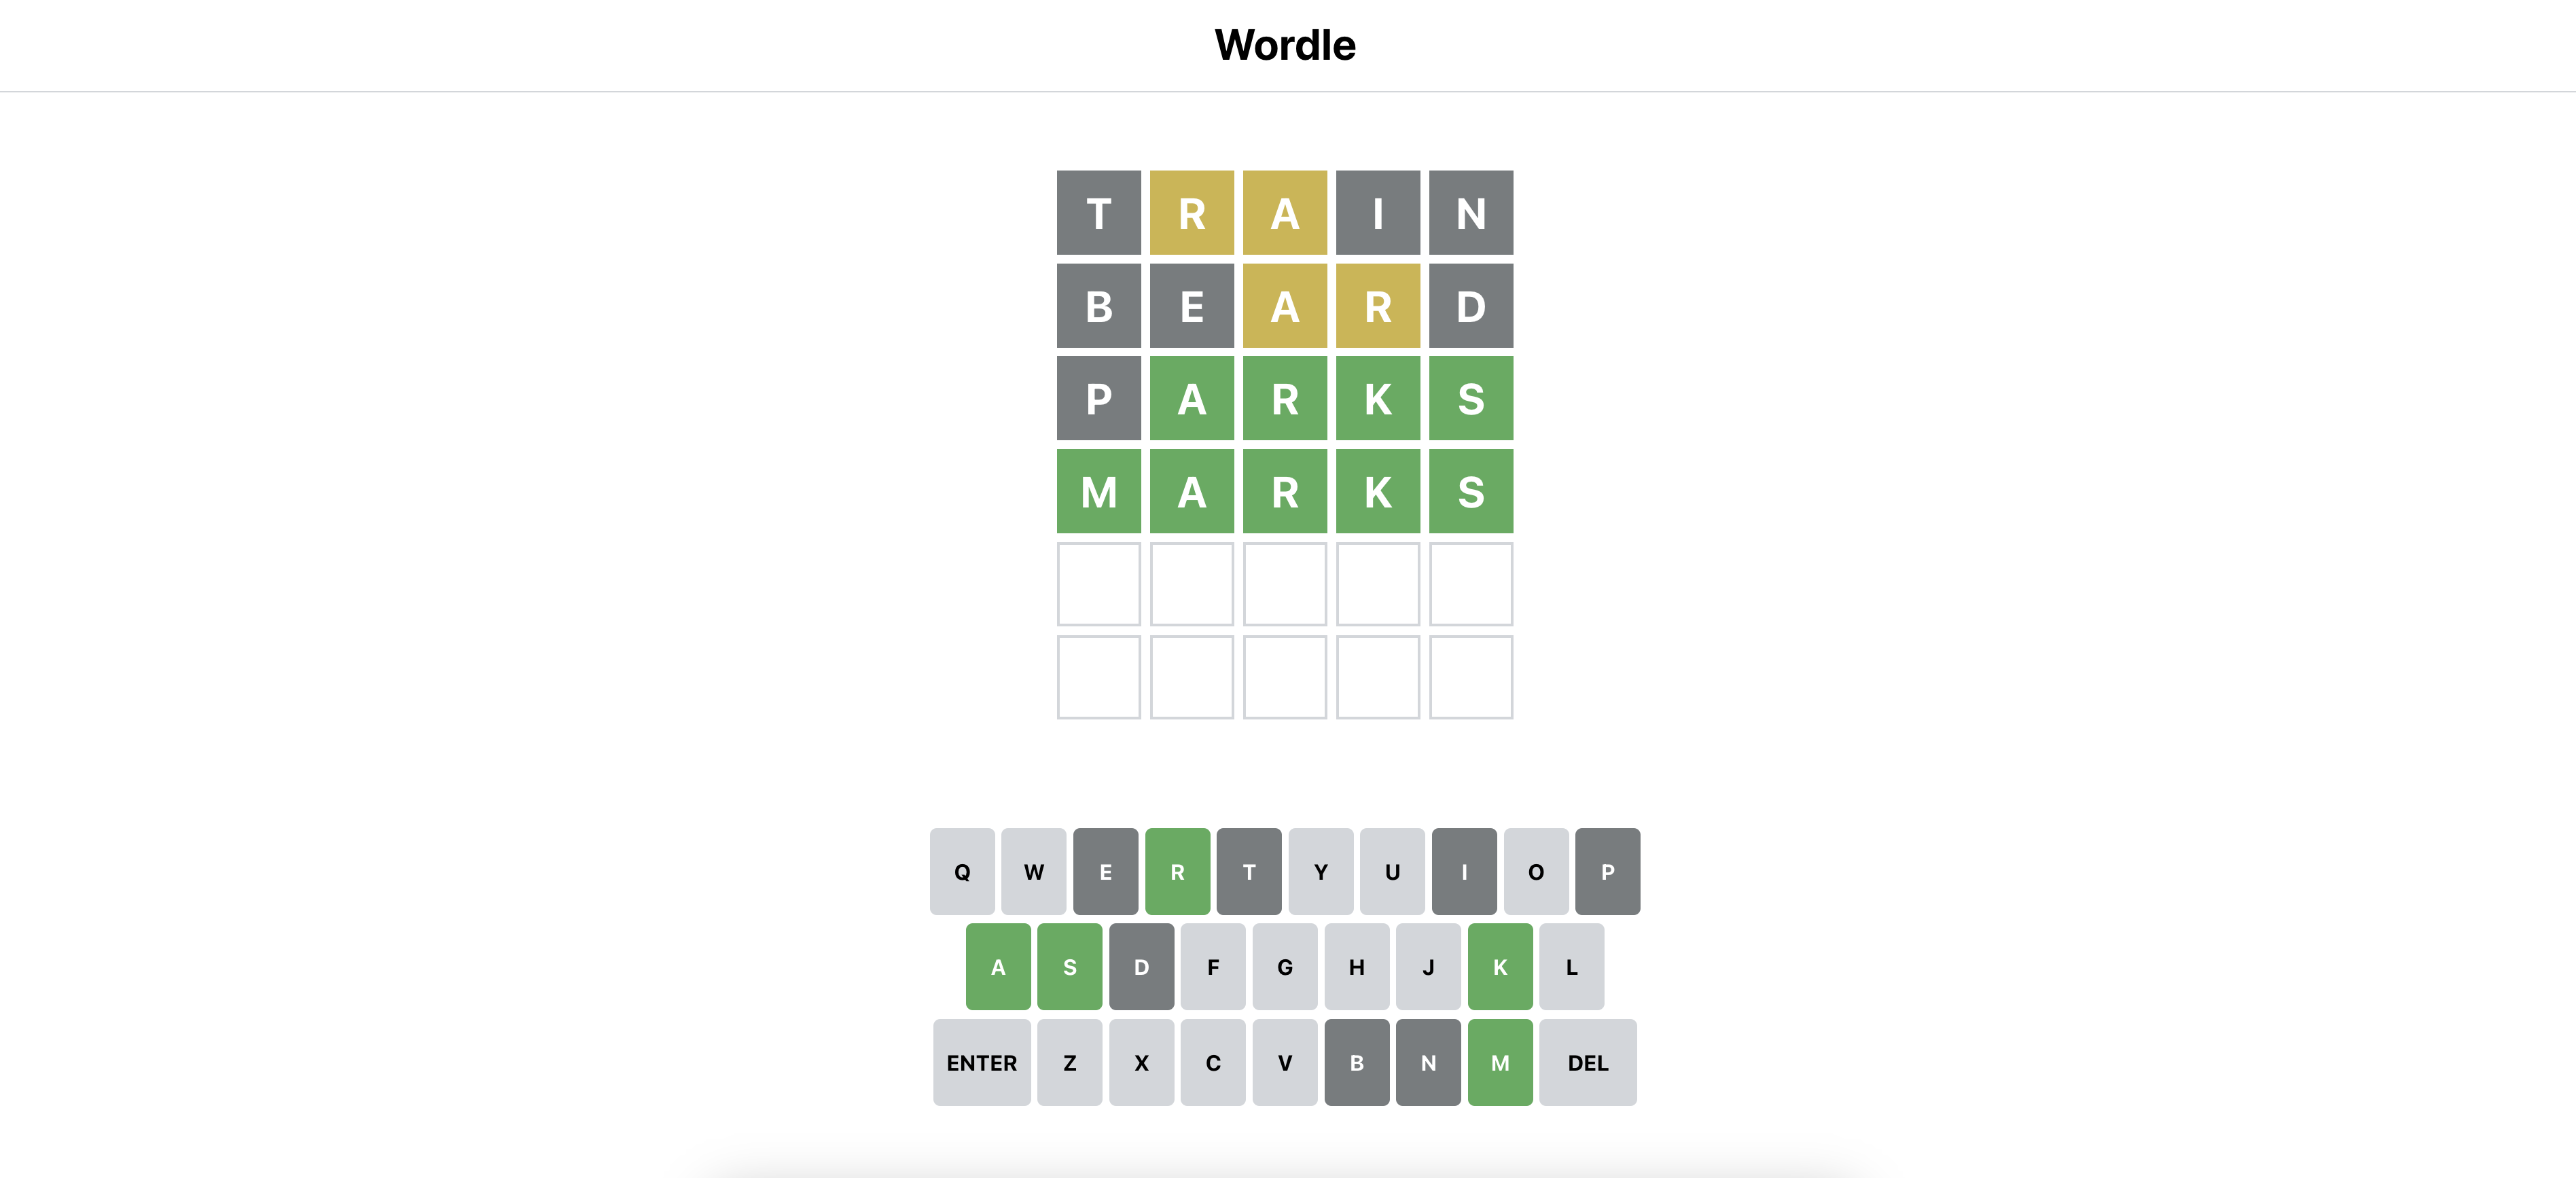 Wordle
T R A I N
B E A R D
P A R K S
M A R K S
Q W E R T Y U I O P
A S D F G H J K L
ENTER Z X C V B N M DEL